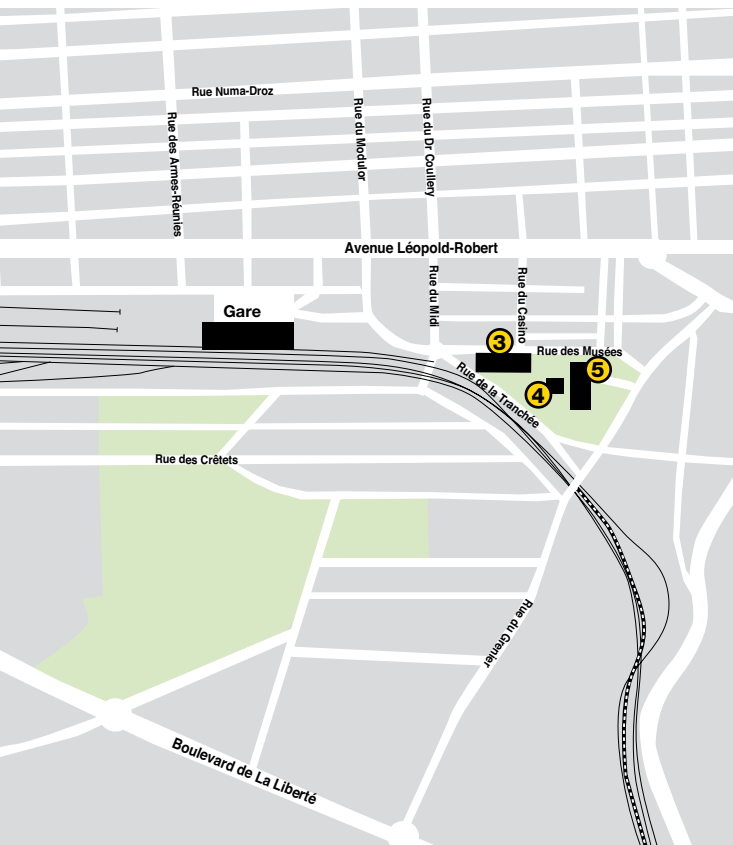 Rue Numa-Droz
Rue des Armes-Réunies
Rue du Modulor
Rue du Dr Coullery
Avenue Léopold-Robert
Rue du Midi
Rue du Casino
Gare
3
Rue des Musées
5
4
Rue de la Tranchée
Rue des Crêtets
Rue du Grenier
Boulevard de La Liberté